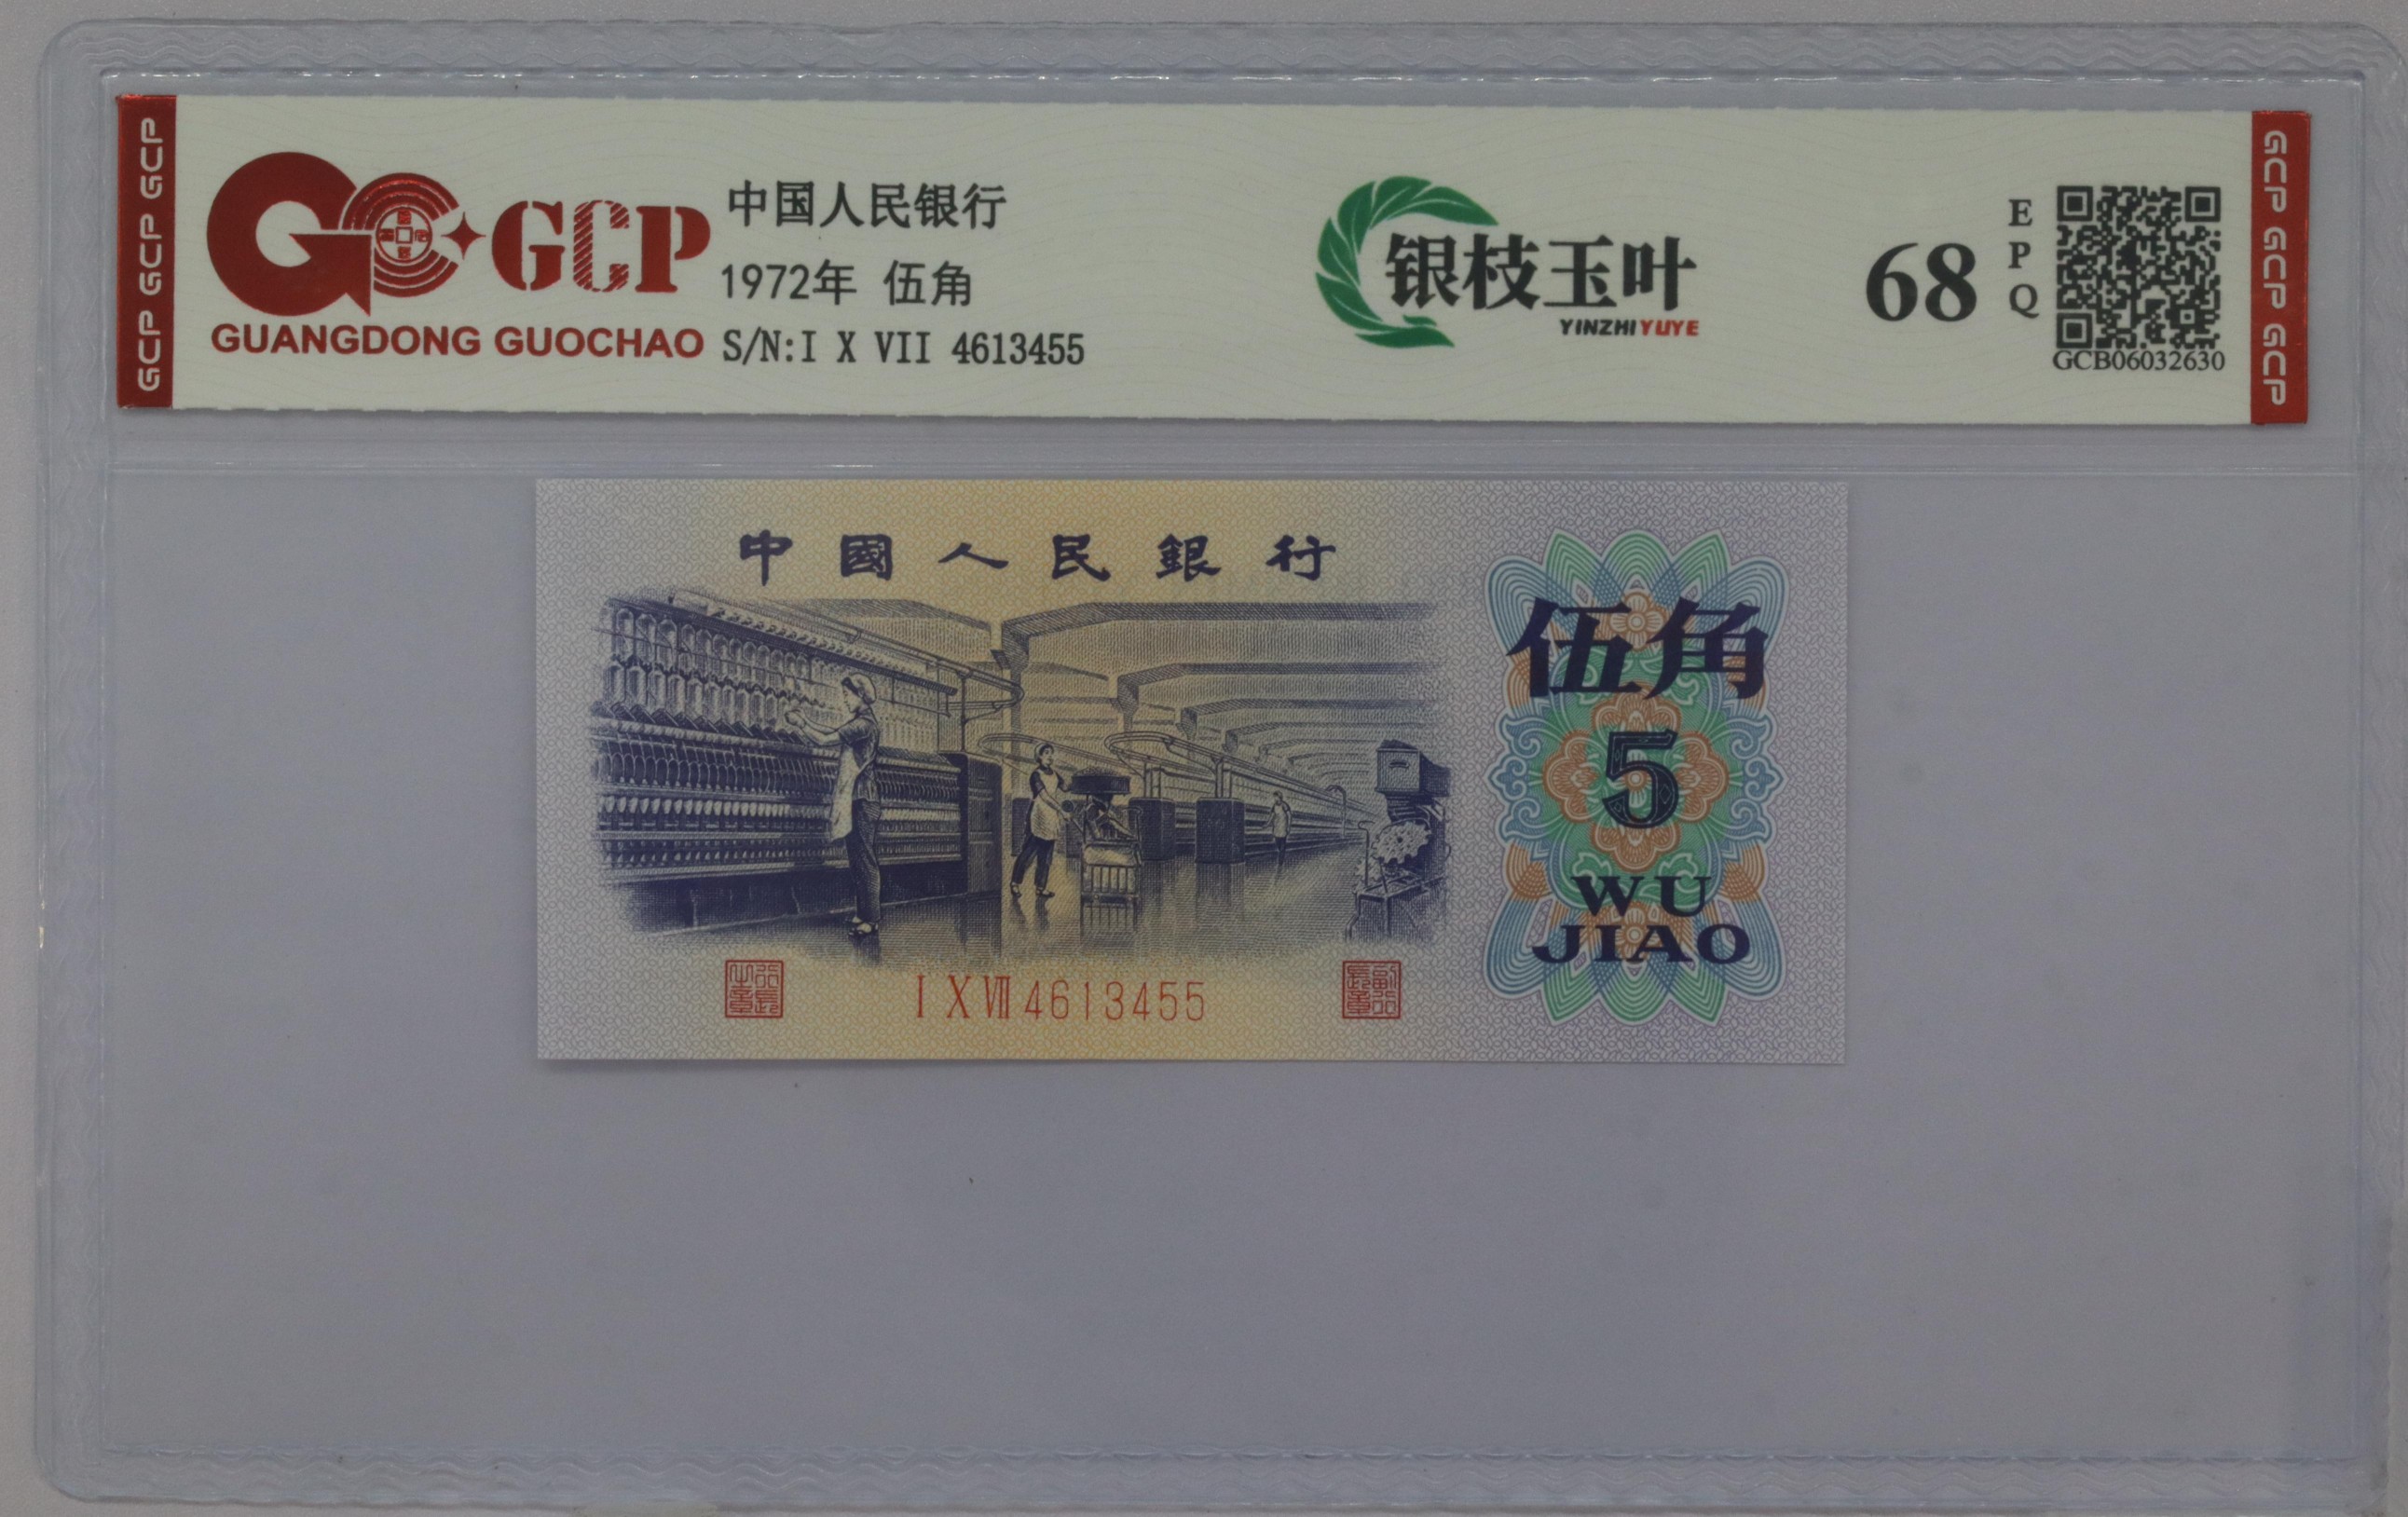 GCP GCP GCP
GCP
GUANGDONG GUOCHAO
中国人民银行
1972年 伍角
S/N:I X VII 4613455
银枝玉叶
YINZHIYUYE
68
EPQ
GCB06032630
GCP GCP GCP
中國人民銀行
伍角
5
WU
JIAO
I X VII 4613455